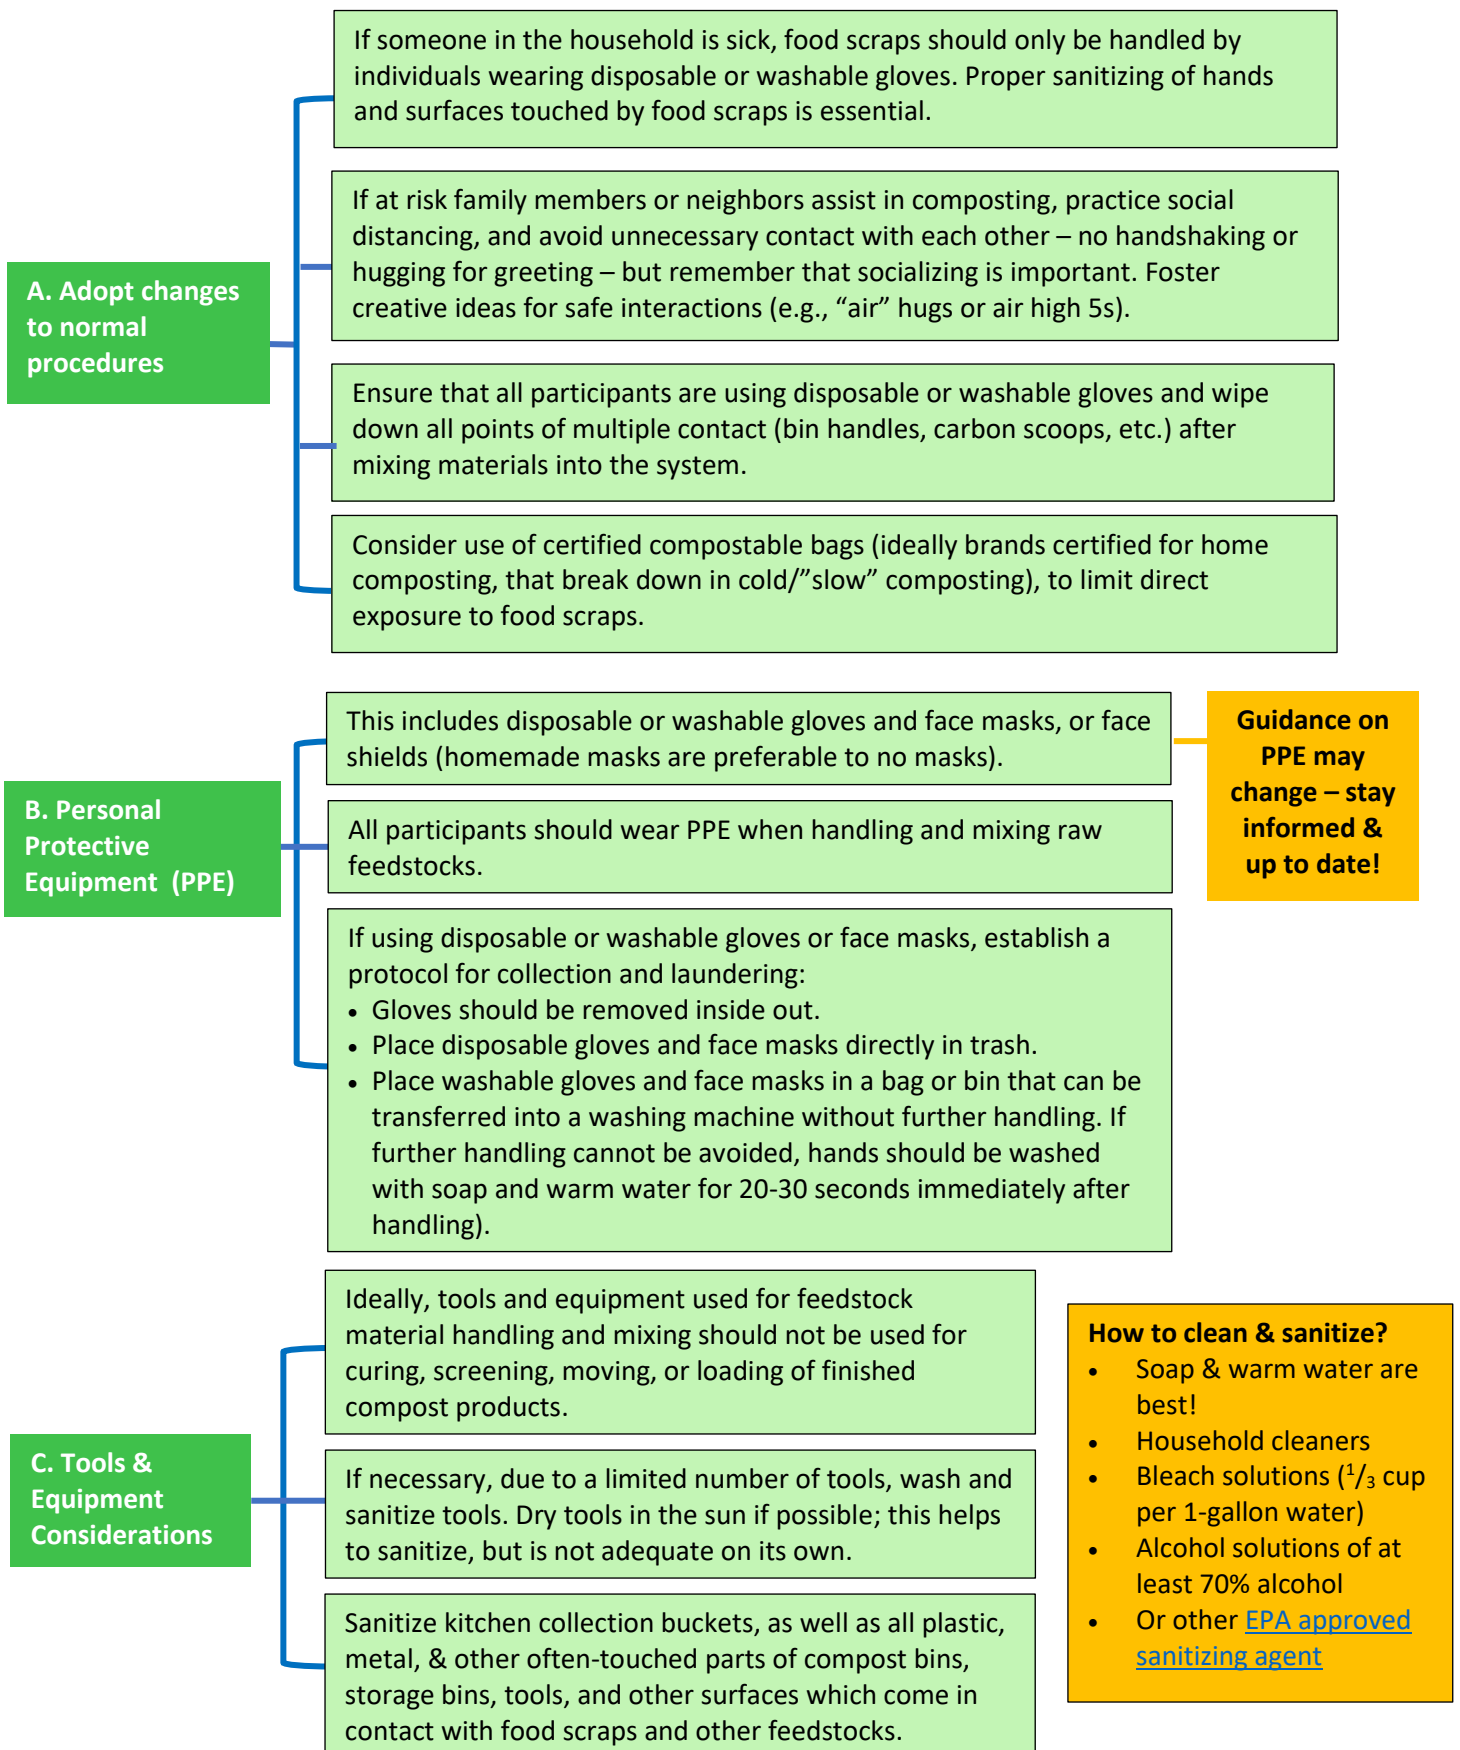 If someone in the household is sick, food scraps should only be handled by
individuals wearing disposable or washable gloves. Proper sanitizing of hands
and surfaces touched by food scraps is essential.
If at risk family members or neighbors assist in composting, practice social
distancing, and avoid unnecessary contact with each other – no handshaking or
hugging for greeting – but remember that socializing is important. Foster
creative ideas for safe interactions (e.g., “air” hugs or air high 5s).
A. Adopt changes
to normal
procedures
Ensure that all participants are using disposable or washable gloves and wipe
down all points of multiple contact (bin handles, carbon scoops, etc.) after
mixing materials into the system.
Consider use of certified compostable bags (ideally brands certified for home
composting, that break down in cold/”slow” composting), to limit direct
exposure to food scraps.
This includes disposable or washable gloves and face masks, or face
shields (homemade masks are preferable to no masks).
Guidance on
PPE may
change – stay
informed &
up to date!
B. Personal
Protective
Equipment  (PPE)
All participants should wear PPE when handling and mixing raw
feedstocks.
If using disposable or washable gloves or face masks, establish a
protocol for collection and laundering:
• Gloves should be removed inside out.
• Place disposable gloves and face masks directly in trash.
• Place washable gloves and face masks in a bag or bin that can be
transferred into a washing machine without further handling. If
further handling cannot be avoided, hands should be washed
with soap and warm water for 20-30 seconds immediately after
handling).
Ideally, tools and equipment used for feedstock
material handling and mixing should not be used for
curing, screening, moving, or loading of finished
compost products.
C. Tools &
Equipment
Considerations
If necessary, due to a limited number of tools, wash and
sanitize tools. Dry tools in the sun if possible; this helps
to sanitize, but is not adequate on its own.
Sanitize kitchen collection buckets, as well as all plastic,
metal, & other often-touched parts of compost bins,
storage bins, tools, and other surfaces which come in
contact with food scraps and other feedstocks.
How to clean & sanitize?
• Soap & warm water are
best!
• Household cleaners
• Bleach solutions (1/3 cup
per 1-gallon water)
• Alcohol solutions of at
least 70% alcohol
• Or other EPA approved
sanitizing agent